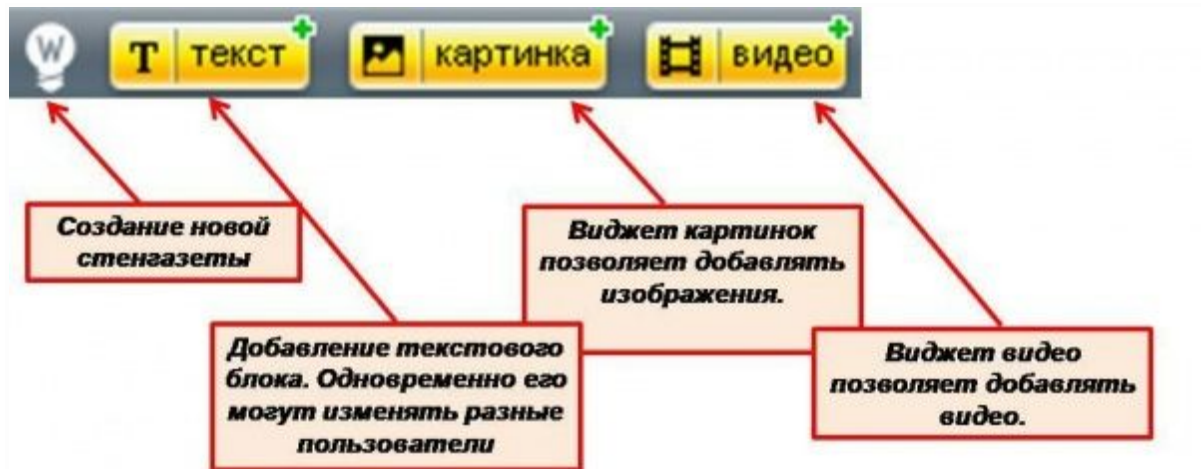 W
T текст
картинка
видео
Создание новой
стенгазеты
Добавление текстового
блока. Одновременно его
могут изменять разные
пользователи
Виджет картинок
позволяет добавлять
изображения.
Виджет видео
позволяет добавлять
видео.